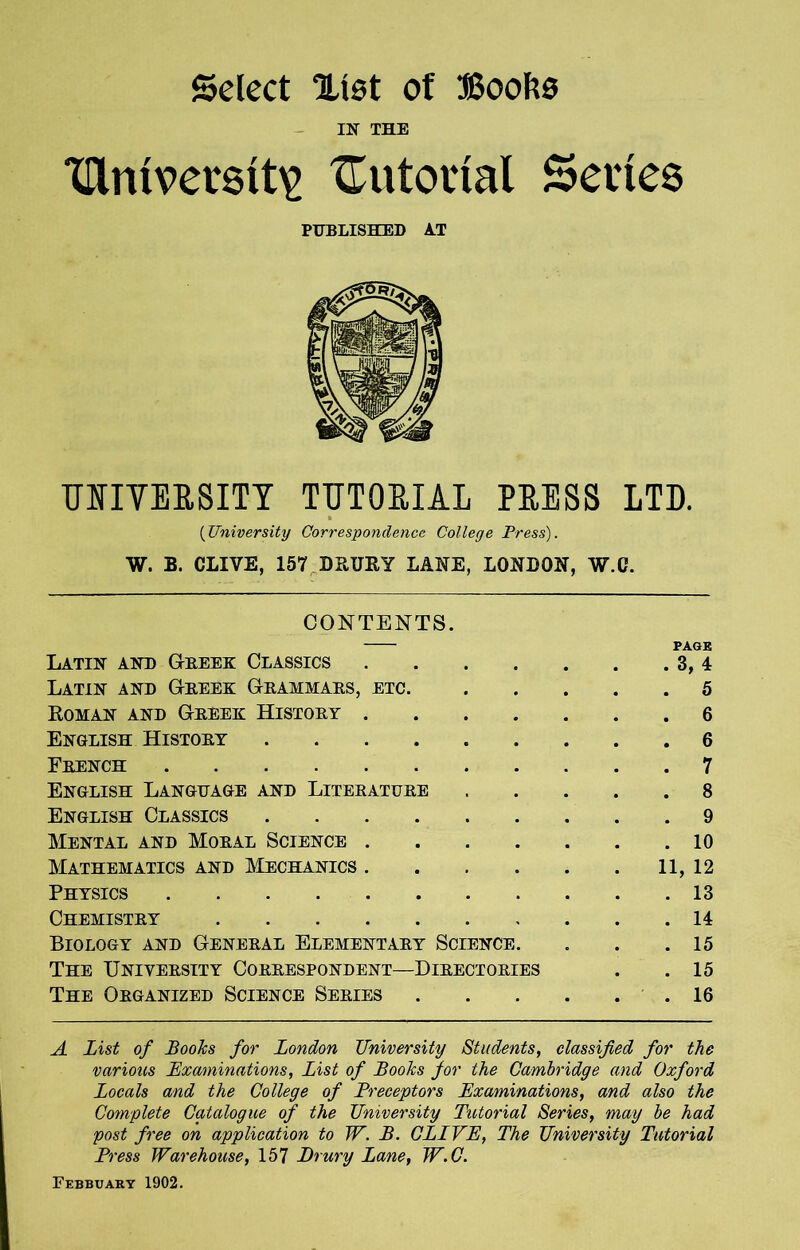 Select List of Books
IN THE
University Tutorial Series
PUBLISHED AT
UNIVERSITY TUTORIAL PRESS
UNIVERSITY TUTORIAL PRESS LTD.
(University Correspondence College Press).
W. B. CLIVE, 157 DRURY LANE, LONDON, W.C.
CONTENTS.
PAGE
LATIN AND GREEK CLASSICS . . . . . . . 3, 4
LATIN AND GREEK GRAMMARS, ETC. . . . . . 5
ROMAN AND GREEK HISTORY . . . . . . . 6
ENGLISH HISTORY . . . . . . . . . 6
FRENCH . . . . . . . . . . . 7
ENGLISH LANGUAGE AND LITERATURE . . . . . 8
ENGLISH CLASSICS . . . . . . . . . 9
MENTAL AND MORAL SCIENCE . . . . . . . 10
MATHEMATICS AND MECHANICS . . . . . . 11, 12
PHYSICS . . . . . . . . . . . 13
CHEMISTRY . . . . . . . . . . 14
BIOLOGY AND GENERAL ELEMENTARY SCIENCE. . . . 15
THE UNIVERSITY CORRESPONDENT—DIRECTORIES . . 15
THE ORGANIZED SCIENCE SERIES . . . . . . 16
A List of Books for London University Students, classified for the
various Examinations, List of Books for the Cambridge and Oxford
Locals and the College of Preceptors Examinations, and also the
Complete Catalogue of the University Tutorial Series, may be had
post free on application to W. B. CLIVE, The University Tutorial
Press Warehouse, 157 Drury Lane, W.C.
FEBBUARY 1902.